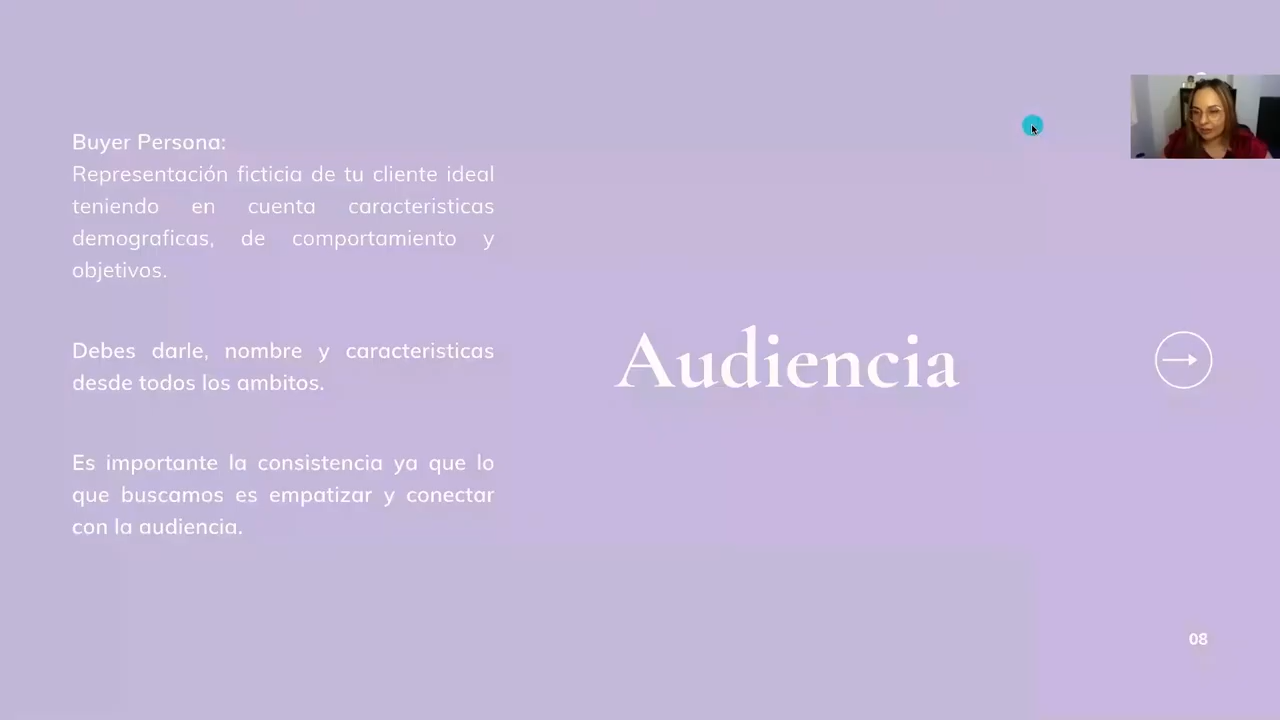 Buyer Persona:
Representación ficticia de tu cliente ideal
teniendo en cuenta caracteristicas
demograficas, de comportamiento y
objetivos.
Debes darle, nombre y caracteristicas
desde todos los ambitos.
Es importante la consistencia ya que lo
que buscamos es empatizar y conectar
con la audiencia.
Audiencia
08